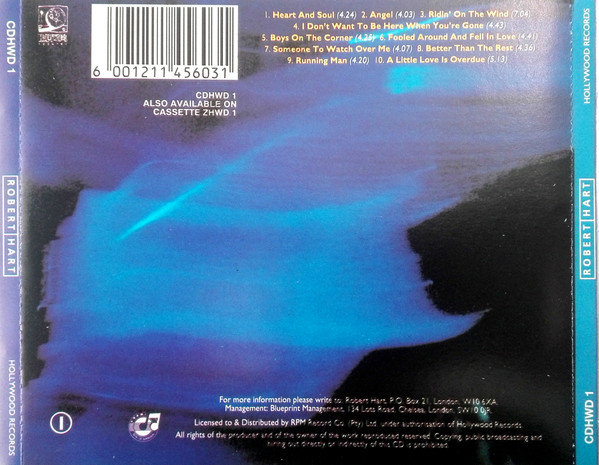 1. Heart And Soul (4.24) 2. Angel (4.03) 3. Ridin' On The Wind (7.04)
4. I Don't Want To Be Here When You're Gone (4.43)
5. Boys On The Corner (4.35) 6. Fooled Around And Fell In Love (4.41)
7. Someone To Watch Over Me (4.07) 8. Better Than The Rest (4.36)
9. Running Man (4.20) 10. A Little Love Is Overdue (5.13)
6 001211 456031
CDHWD 1
ALSO AVAILABLE ON
CASSETTE ZHWD 1
For more information please write to: Robert Hart, P.O. Box 21, London, W10 6XA.
Management: Blueprint Management, 134 Lots Road, Chelsea, London, SW10 0RJ.
Licensed to & Distributed by RPM Record Co. (Pty) Ltd. under authorisation of Hollywood Records
All rights of the producer and of the owner of the work reproduced reserved. Copying, public broadcasting and
hiring out directly or indirectly of this CD is prohibited.
1
CDHWD 1
ROBERT HART
HOLLYWOOD RECORDS
HOLLYWOOD RECORDS
ROBERT HART
CDHWD 1